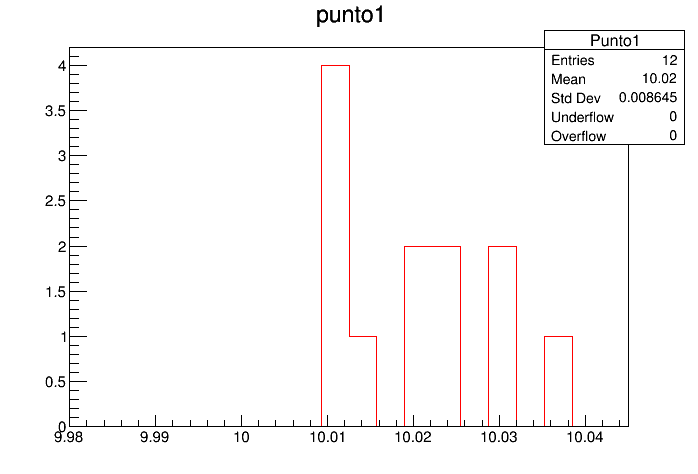 punto1
Punto1
Entries 12
Mean 10.02
Std Dev 0.008645
Underflow 0
Overflow 0
4
3.5
3
2.5
2
1.5
1
0.5
0
9.98 9.99 10 10.01 10.02 10.03 10.04